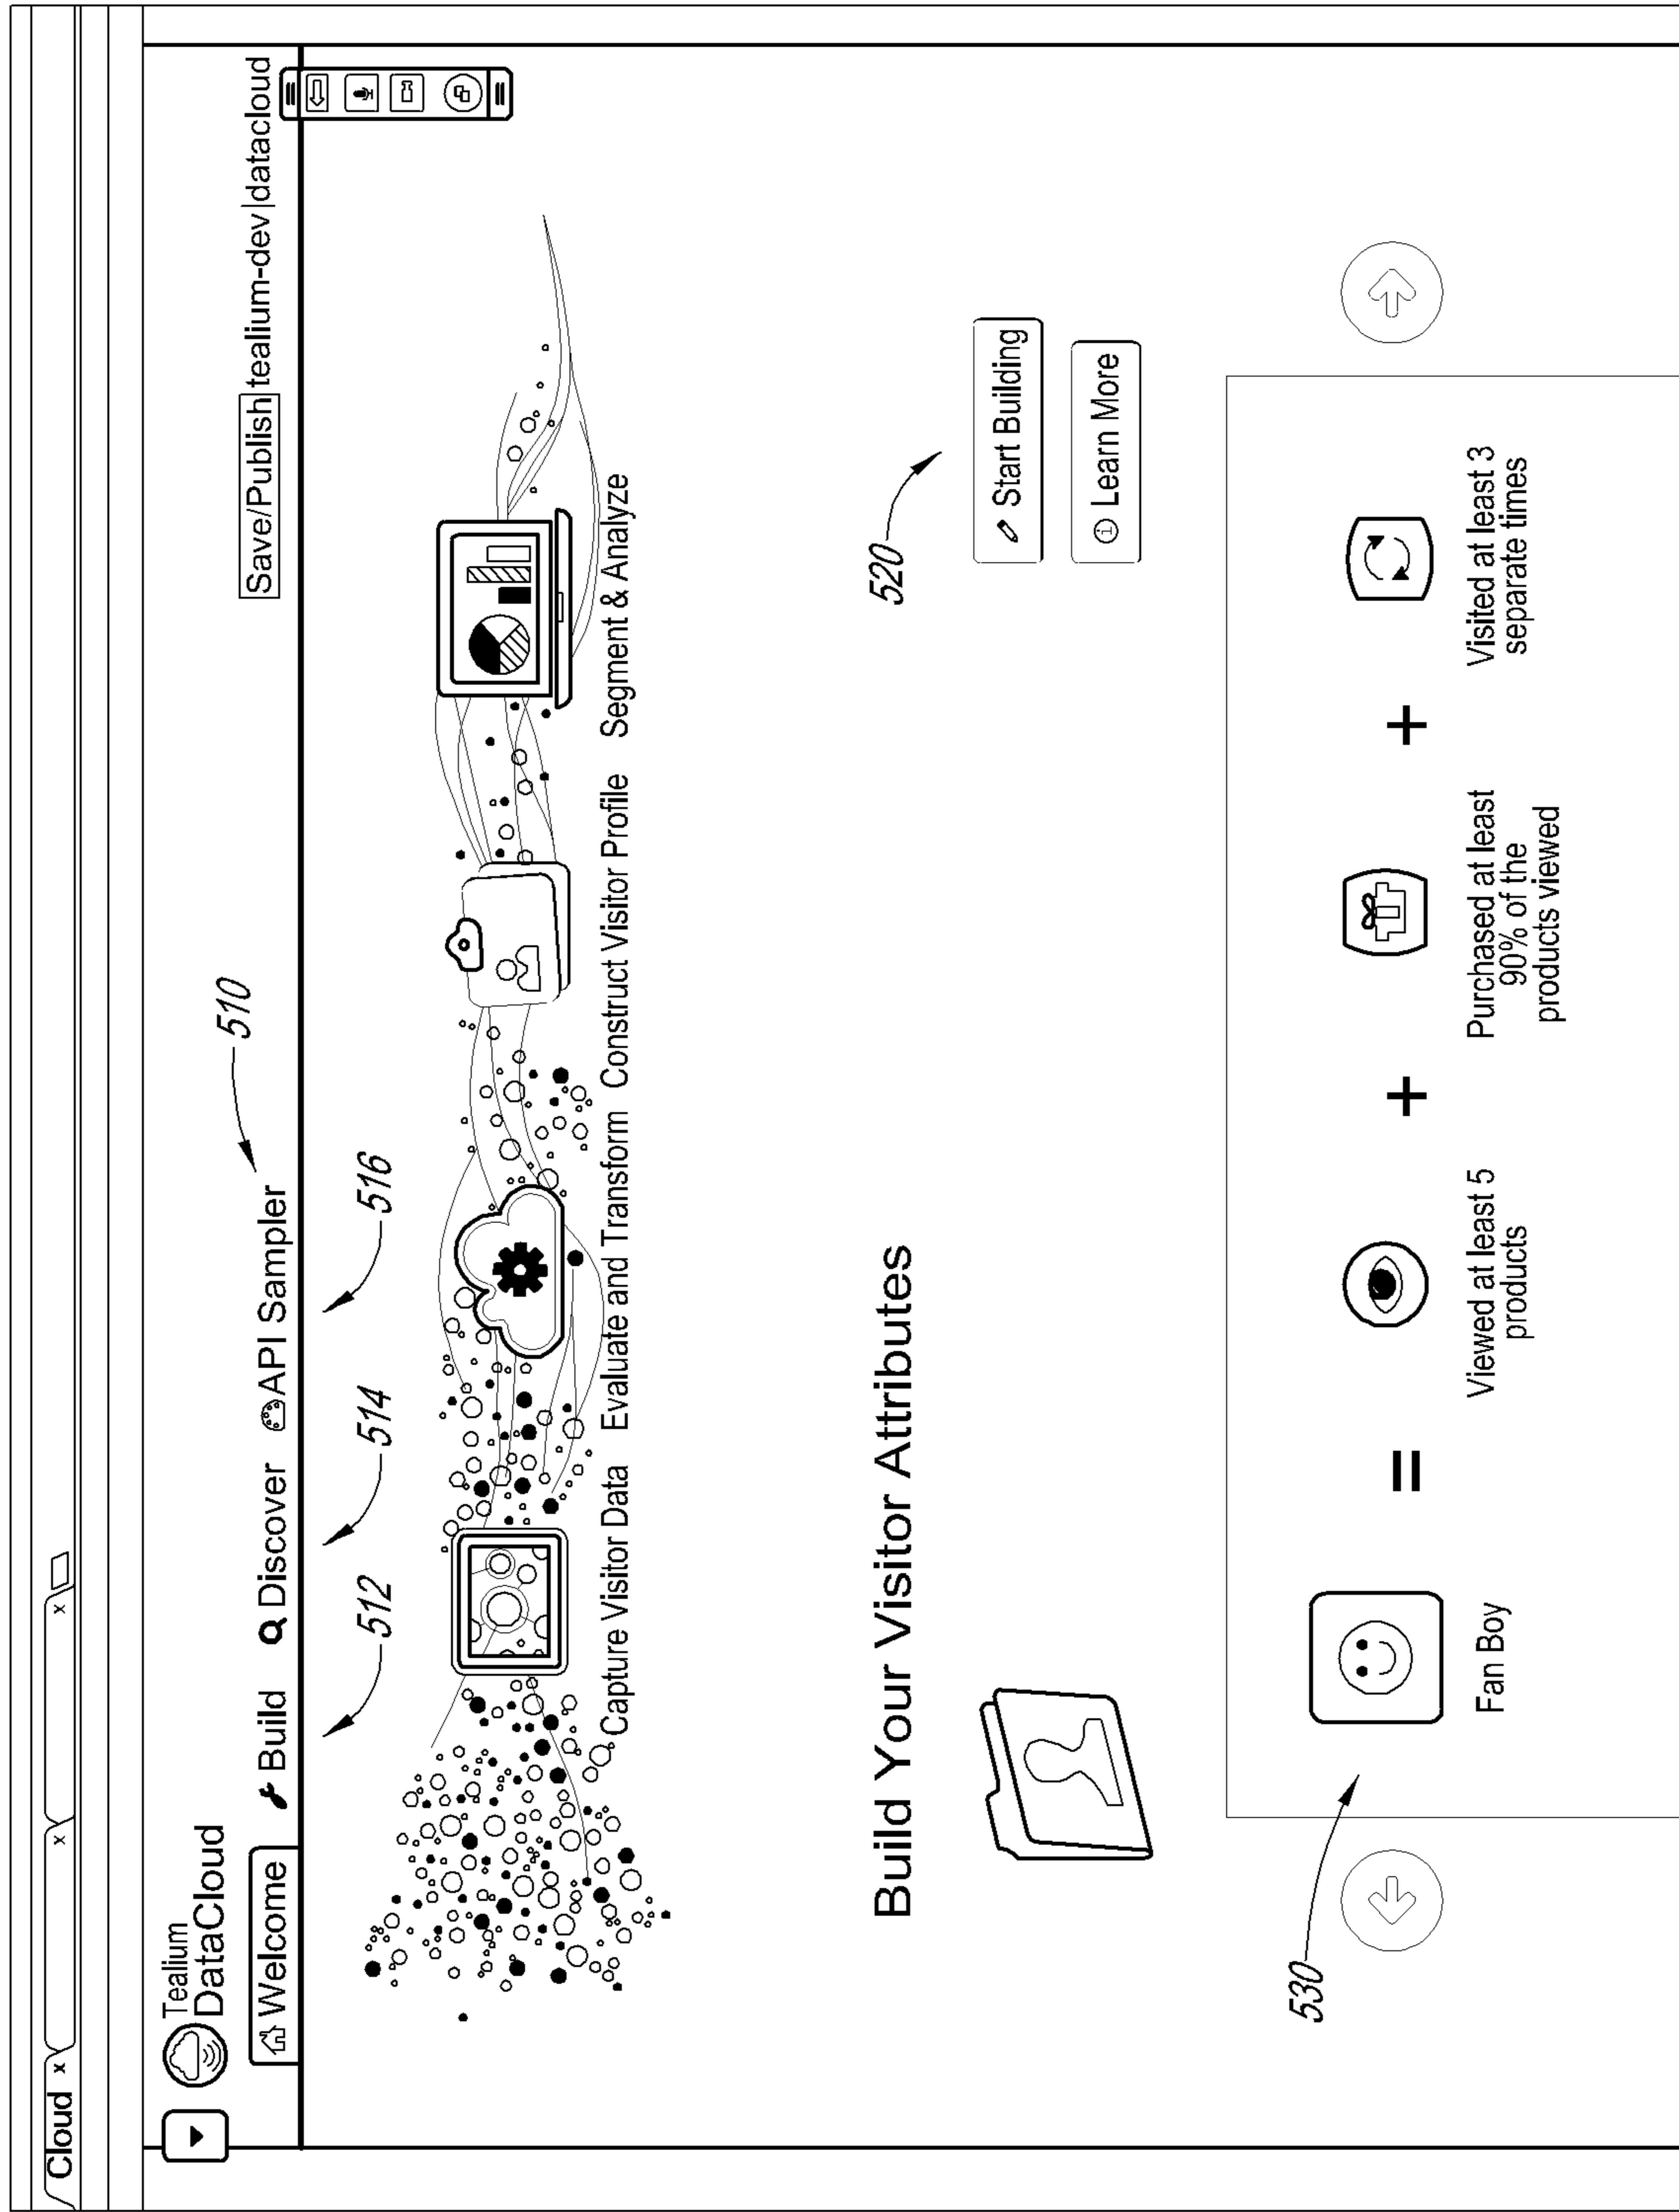 Cloud x
x
x
Tealium
DataCloud
Save/Publish tealium-dev|datacloud
Welcome
Build
Discover
API Sampler
510
512
514
516
Capture Visitor Data
Evaluate and Transform
Construct Visitor Profile
Segment & Analyze
Build Your Visitor Attributes
520
Start Building
i Learn More
530
Fan Boy
=
Viewed at least 5
products
+
Purchased at least
90% of the
products viewed
+
Visited at least 3
separate times